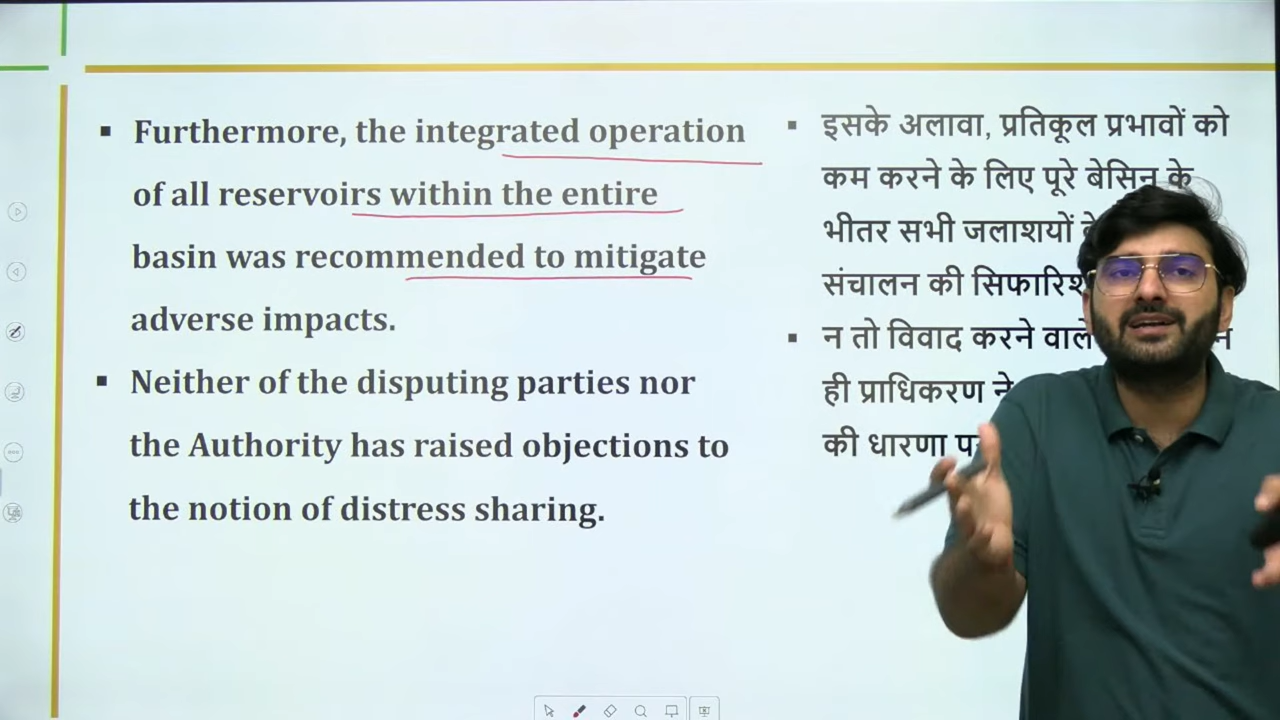 Furthermore, the integrated operation
of all reservoirs within the entire
basin was recommended to mitigate
adverse impacts.
Neither of the disputing parties nor
the Authority has raised objections to
the notion of distress sharing.
इसके अलावा, प्रतिकूल प्रभावों को
कम करने के लिए पूरे बेसिन के
भीतर सभी जलाशयों
संचालन की
न तो विवाद करने वाले
ही प्राधिकरण ने
की धारणा